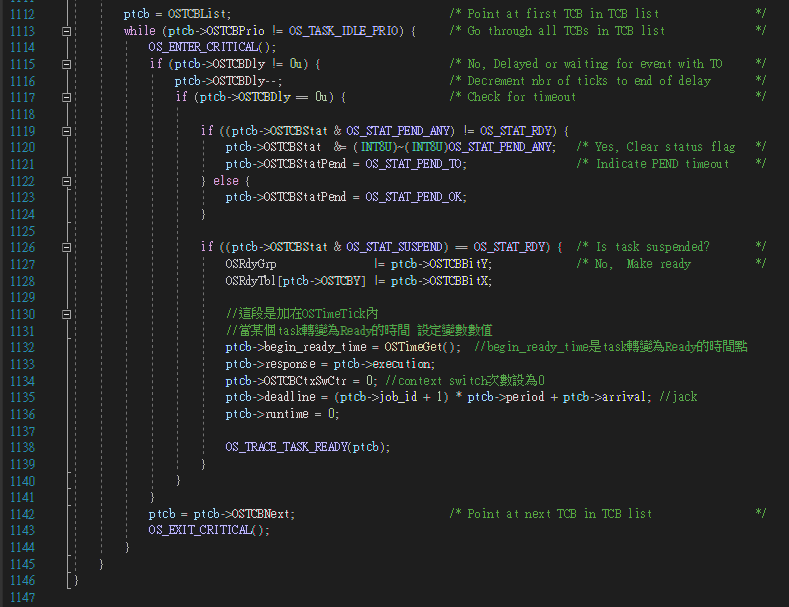 1112 ptcb = OSTCBList; /* Point at first TCB in TCB list */
1113 while (ptcb->OSTCBPrio != OS_TASK_IDLE_PRIO) { /* Go through all TCBs in TCB list */
1114 OS_ENTER_CRITICAL();
1115 if (ptcb->OSTCBDly != 0u) { /* No, Delayed or waiting for event with TO */
1116 ptcb->OSTCBDly--; /* Decrement nbr of ticks to end of delay */
1117 if (ptcb->OSTCBDly == 0u) { /* Check for timeout */
1118
1119 if ((ptcb->OSTCBStat & OS_STAT_PEND_ANY) != OS_STAT_RDY) {
1120 ptcb->OSTCBStat &= (INT8U)~(INT8U)OS_STAT_PEND_ANY; /* Yes, Clear status flag */
1121 ptcb->OSTCBStatPend = OS_STAT_PEND_TO; /* Indicate PEND timeout */
1122 } else {
1123 ptcb->OSTCBStatPend = OS_STAT_PEND_OK;
1124 }
1125
1126 if ((ptcb->OSTCBStat & OS_STAT_SUSPEND) == OS_STAT_RDY) { /* Is task suspended? */
1127 OSRdyGrp |= ptcb->OSTCBBitY; /* No, Make ready */
1128 OSRdyTbl[ptcb->OSTCBY] |= ptcb->OSTCBBitX;
1129
1130 //這段是加在OSTimeTick內
1131 //當某個task轉變為Ready的時間 設定變數數值
1132 ptcb->begin_ready_time = OSTimeGet(); //begin_ready_time是task轉變為Ready的時間點
1133 ptcb->response = ptcb->execution;
1134 ptcb->OSTCBCtxSwCtr = 0; //context switch次數設為0
1135 ptcb->deadline = (ptcb->job_id + 1) * ptcb->period + ptcb->arrival; //jack
1136 ptcb->runtime = 0;
1137
1138 OS_TRACE_TASK_READY(ptcb);
1139 }
1140 }
1141 }
1142 ptcb = ptcb->OSTCBNext; /* Point at next TCB in TCB list */
1143 OS_EXIT_CRITICAL();
1144 }
1145 }
1146 }
1147